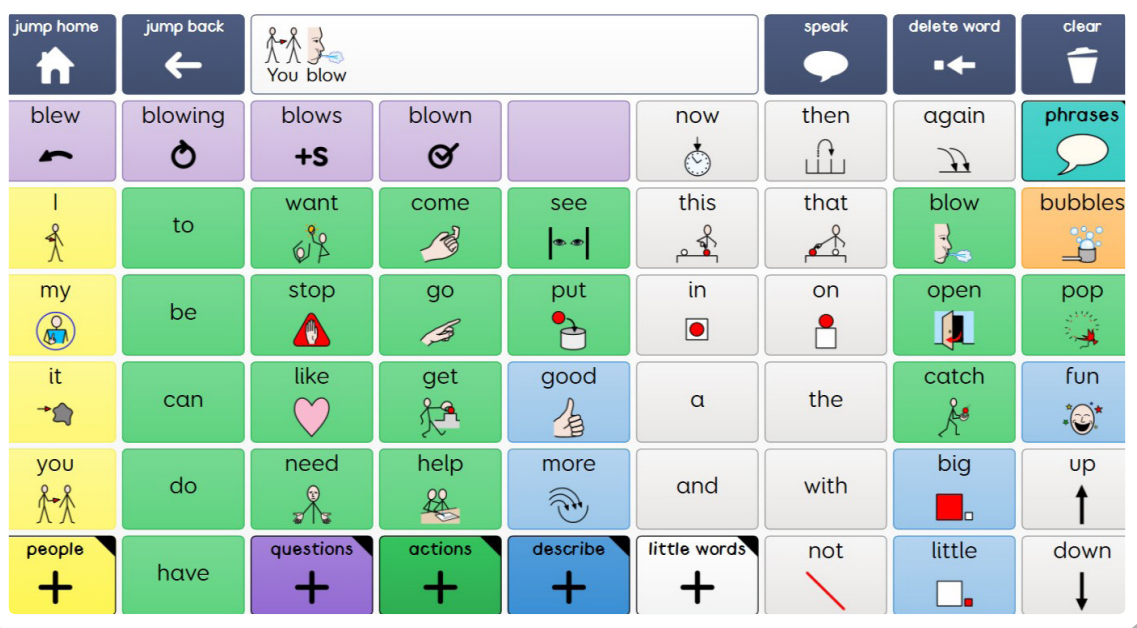 jump home jump back speak delete word clear
You blow
blew blowing blows blown now then again phrases
+s
I to want come see this that blow bubbles
my be stop go put in on open pop
it can like get good a the catch fun
you do need help more and with big up
people have questions actions describe little words not little down